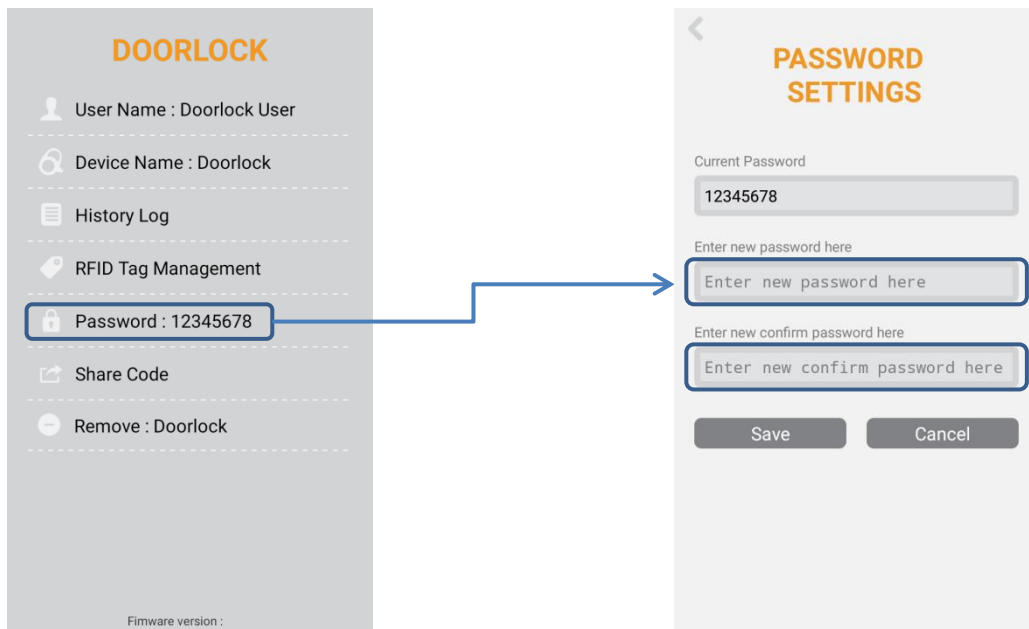 DOORLOCK
User Name : Doorlock User
Device Name : Doorlock
History Log
RFID Tag Management
Password : 12345678
Share Code
Remove : Doorlock
Fimware version :
PASSWORD
SETTINGS
Current Password
12345678
Enter new password here
Enter new password here
Enter new confirm password here
Enter new confirm password here
Save
Cancel